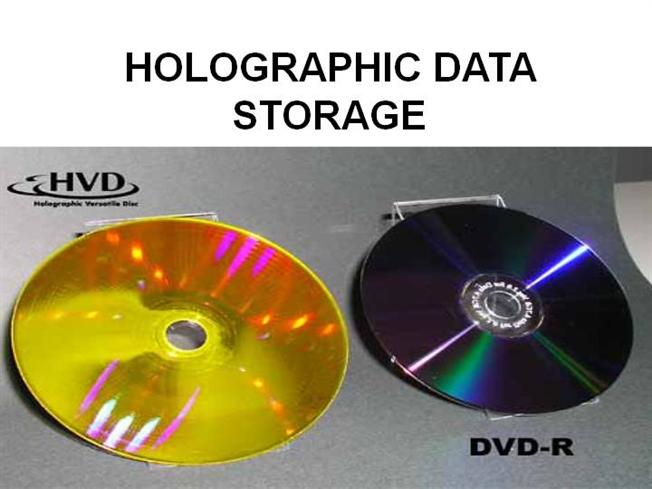 HOLOGRAPHIC DATA
STORAGE
HVD
Holographic Versatile Disc
DVD-R